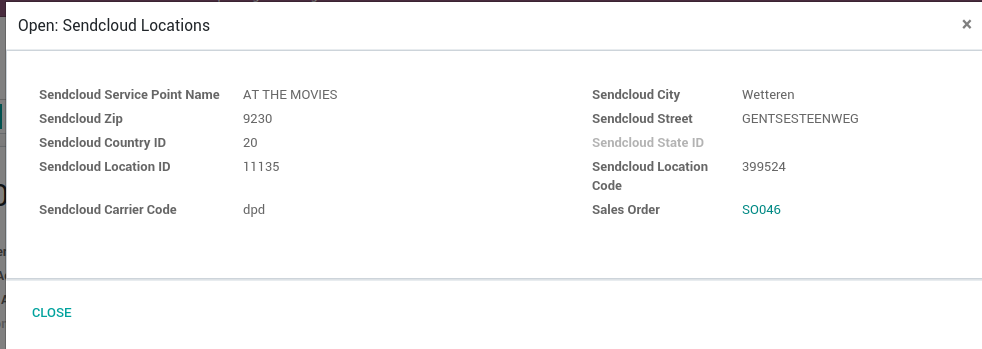 Open: Sendcloud Locations ×
Sendcloud Service Point Name AT THE MOVIES Sendcloud City Wetteren
Sendcloud Zip 9230 Sendcloud Street GENTSESTEENWEG
Sendcloud Country ID 20 Sendcloud State ID
Sendcloud Location ID 11135 Sendcloud Location 399524
Code
Sendcloud Carrier Code dpd Sales Order SO046
CLOSE